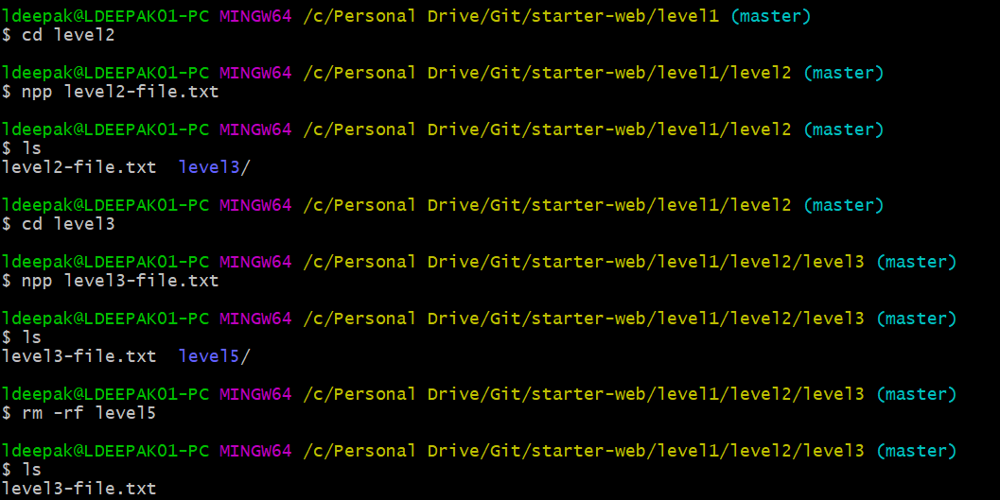 ldeepak@LDEEPAK01-PC MINGW64 /c/Personal Drive/Git/starter-web/level1 (master)
$ cd level2
ldeepak@LDEEPAK01-PC MINGW64 /c/Personal Drive/Git/starter-web/level1/level2 (master)
$ npp level2-file.txt
ldeepak@LDEEPAK01-PC MINGW64 /c/Personal Drive/Git/starter-web/level1/level2 (master)
$ ls
level2-file.txt  level3/
ldeepak@LDEEPAK01-PC MINGW64 /c/Personal Drive/Git/starter-web/level1/level2 (master)
$ cd level3
ldeepak@LDEEPAK01-PC MINGW64 /c/Personal Drive/Git/starter-web/level1/level2/level3 (master)
$ npp level3-file.txt
ldeepak@LDEEPAK01-PC MINGW64 /c/Personal Drive/Git/starter-web/level1/level2/level3 (master)
$ ls
level3-file.txt  level5/
ldeepak@LDEEPAK01-PC MINGW64 /c/Personal Drive/Git/starter-web/level1/level2/level3 (master)
$ rm -rf level5
ldeepak@LDEEPAK01-PC MINGW64 /c/Personal Drive/Git/starter-web/level1/level2/level3 (master)
$ ls
level3-file.txt